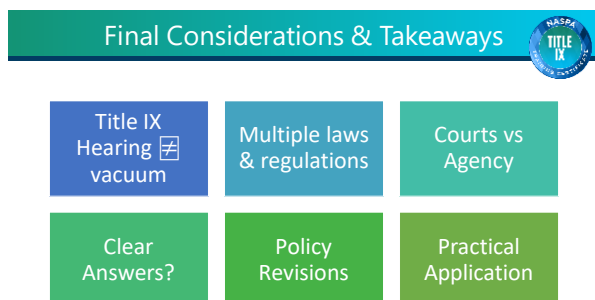 Final Considerations & Takeaways
NASPA
TITLE
IX
CERTIFICATE
Title IX
Hearing ≠
vacuum
Multiple laws
& regulations
Courts vs
Agency
Clear
Answers?
Policy
Revisions
Practical
Application